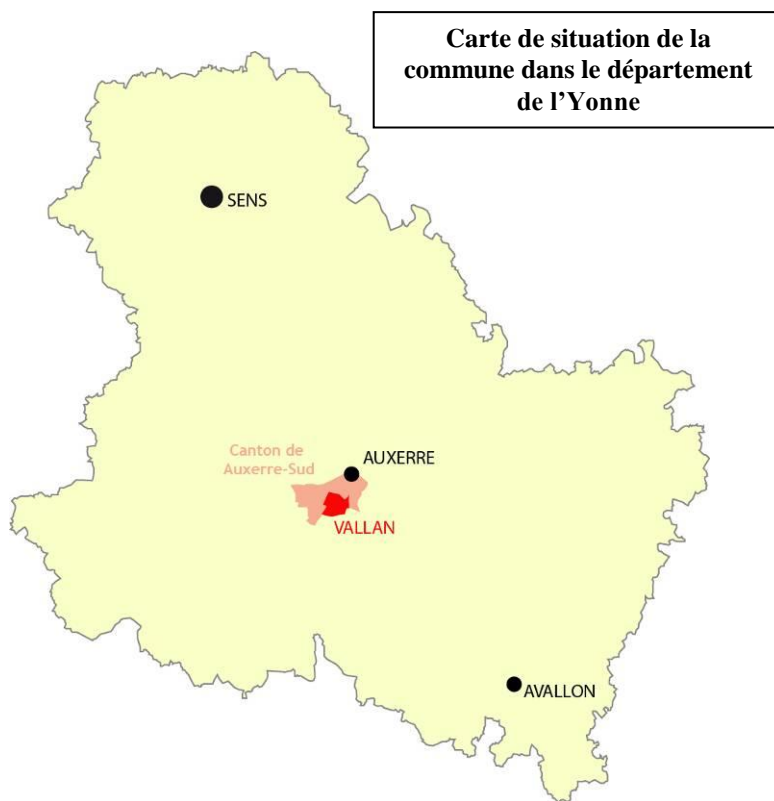 Carte de situation de la
commune dans le département
de l’Yonne
SENS
Canton de
Auxerre-Sud
AUXERRE
VALLAN
AVALLON